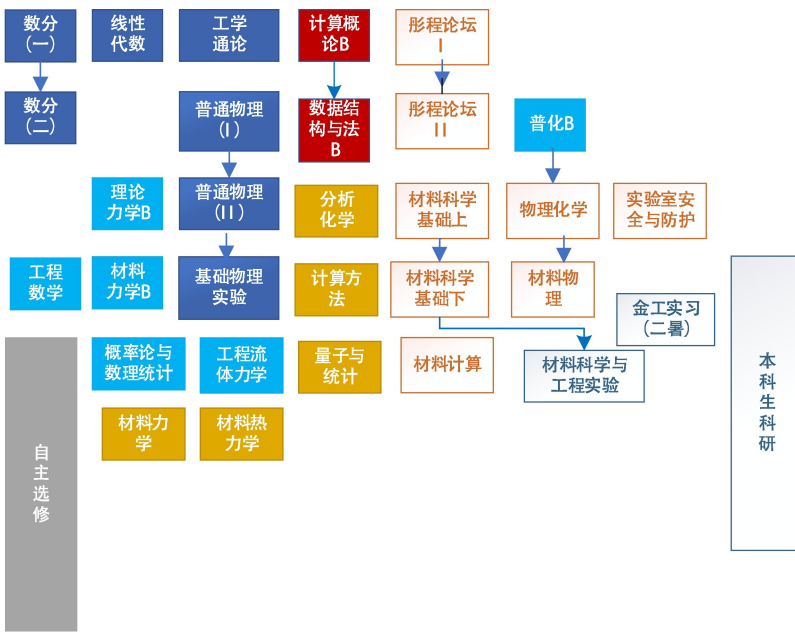 数分
（一）
线性
代数
工学
通论
计算概
论B
彤程论坛
I
数分
（二）
普通物理
（I）
数据结
构与法
B
彤程论坛
II
普化B
理论
力学B
普通物理
（II）
分析
化学
材料科学
基础上
物理化学
实验室安
全与防护
工程
数学
材料
力学B
基础物理
实验
计算方
法
材料科学
基础下
材料物
理
金工实习
（二暑）
概率论与
数理统计
工程流
体力学
量子与
统计
材料计算
材料科学与
工程实验
材料力
学
材料热
力学
自
主
选
修
本
科
生
科
研